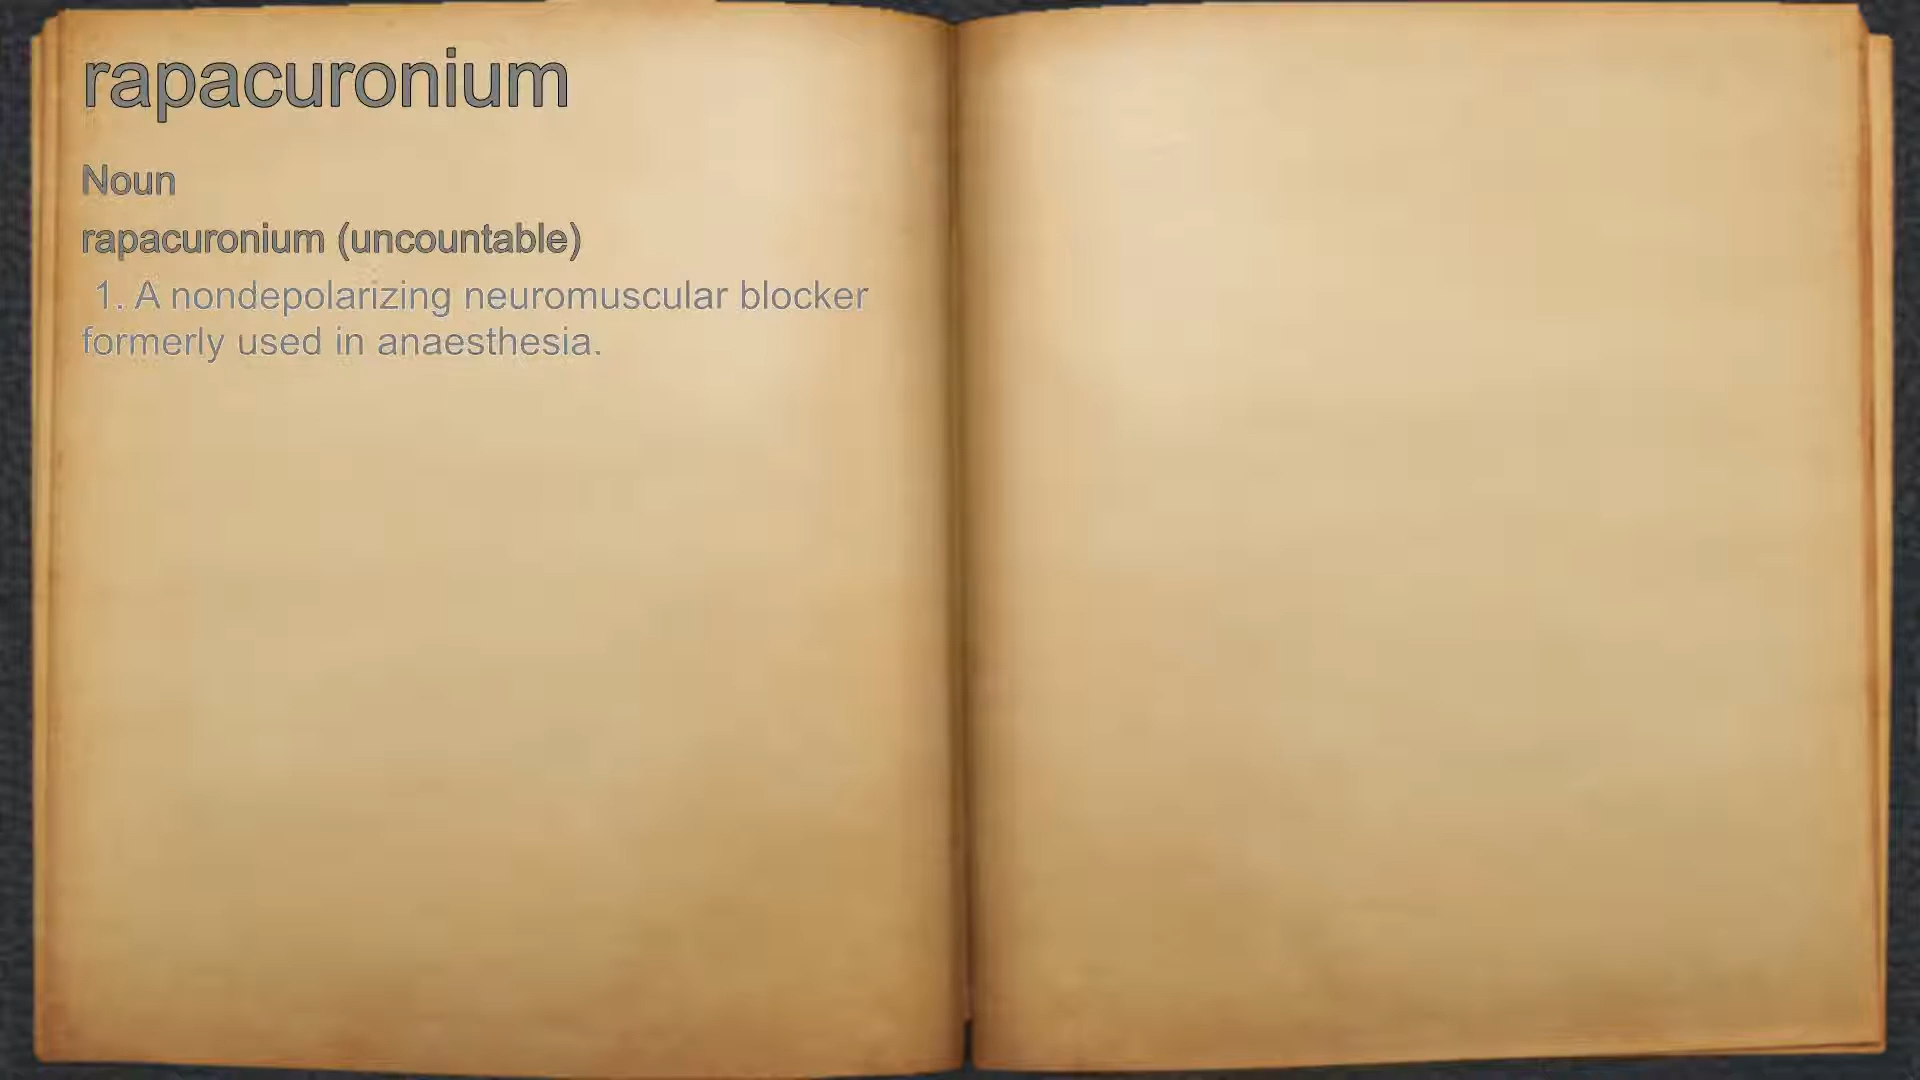 rapacuronium
Noun
rapacuronium (uncountable)
1. A nondepolarizing neuromuscular blocker
formerly used in anaesthesia.